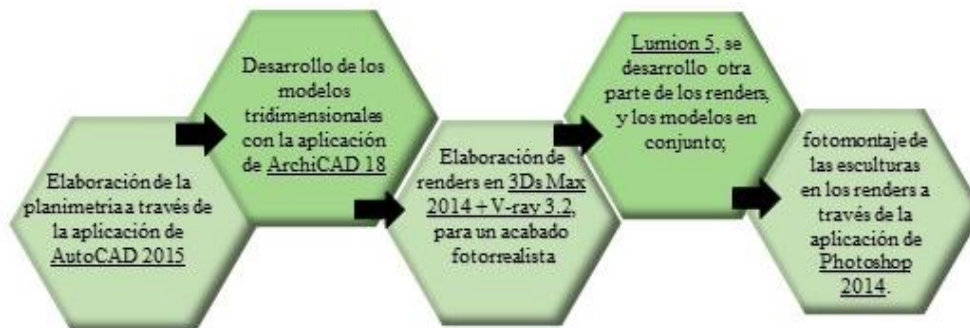 Elaboración de la
planimetria a través de
la aplicación de
AutoCAD 2015
Desarrollo de los
modelos
tridimensionales
con la aplicación
de ArchiCAD 18
Elaboración de
renders en 3Ds Max
2014 + V-ray 3.2,
para un acabado
fotorrealista
Lumion 5, se
desarrollo otra
parte de los renders,
y los modelos en
conjunto;
fotomontaje de
las esculturas
en los renders a
través de la
aplicación de
Photoshop
2014.